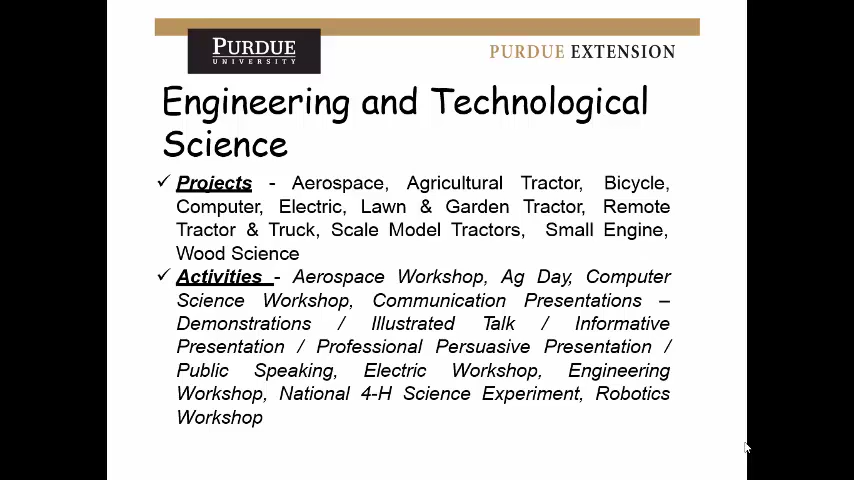 PURDUE
UNIVERSITY
PURDUE EXTENSION
Engineering and Technological
Science
✓ Projects - Aerospace, Agricultural Tractor, Bicycle,
Computer, Electric, Lawn & Garden Tractor, Remote
Tractor & Truck, Scale Model Tractors, Small Engine,
Wood Science
✓ Activities - Aerospace Workshop, Ag Day, Computer
Science Workshop, Communication Presentations –
Demonstrations / Illustrated Talk / Informative
Presentation / Professional Persuasive Presentation /
Public Speaking, Electric Workshop, Engineering
Workshop, National 4-H Science Experiment, Robotics
Workshop